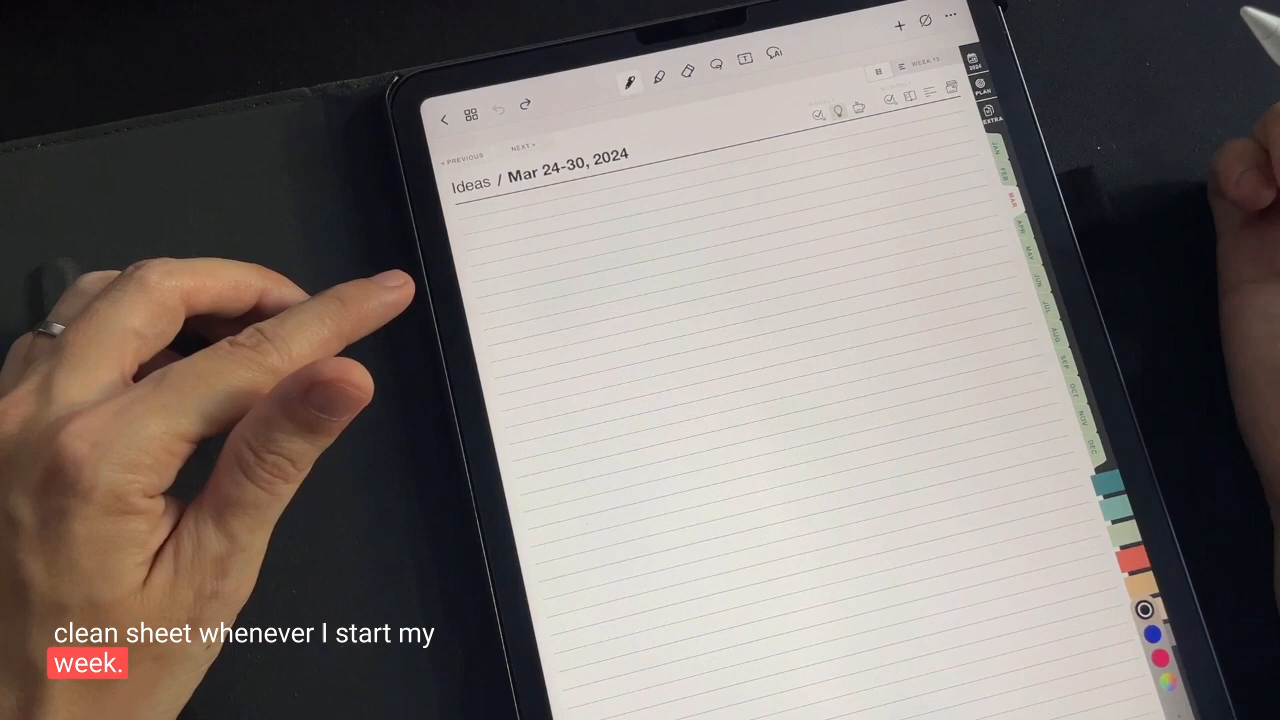 AI
T
WEEK 13
2024
PLAN
EXTRA
< PREVIOUS
NEXT >
Ideas / Mar 24-30, 2024
JAN
FEB
MAR
APR
MAY
JUN
JUL
AUG
SEP
OCT
NOV
DEC
clean sheet whenever I start my
week.